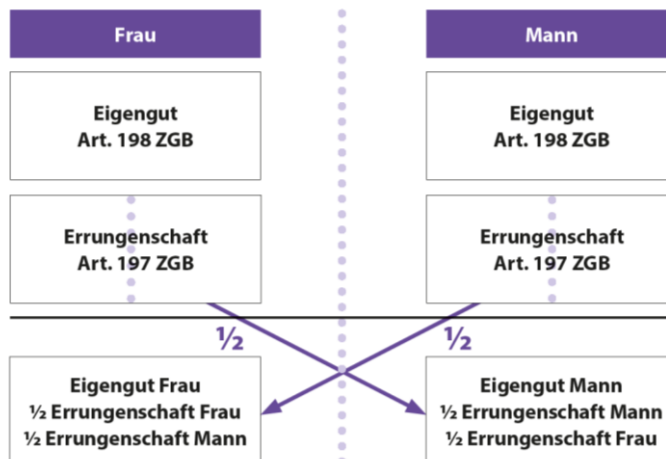 Frau
Mann
Eigengut
Art. 198 ZGB
Eigengut
Art. 198 ZGB
Errungenschaft
Art. 197 ZGB
Errungenschaft
Art. 197 ZGB
½
½
Eigengut Frau
½ Errungenschaft Frau
½ Errungenschaft Mann
Eigengut Mann
½ Errungenschaft Mann
½ Errungenschaft Frau